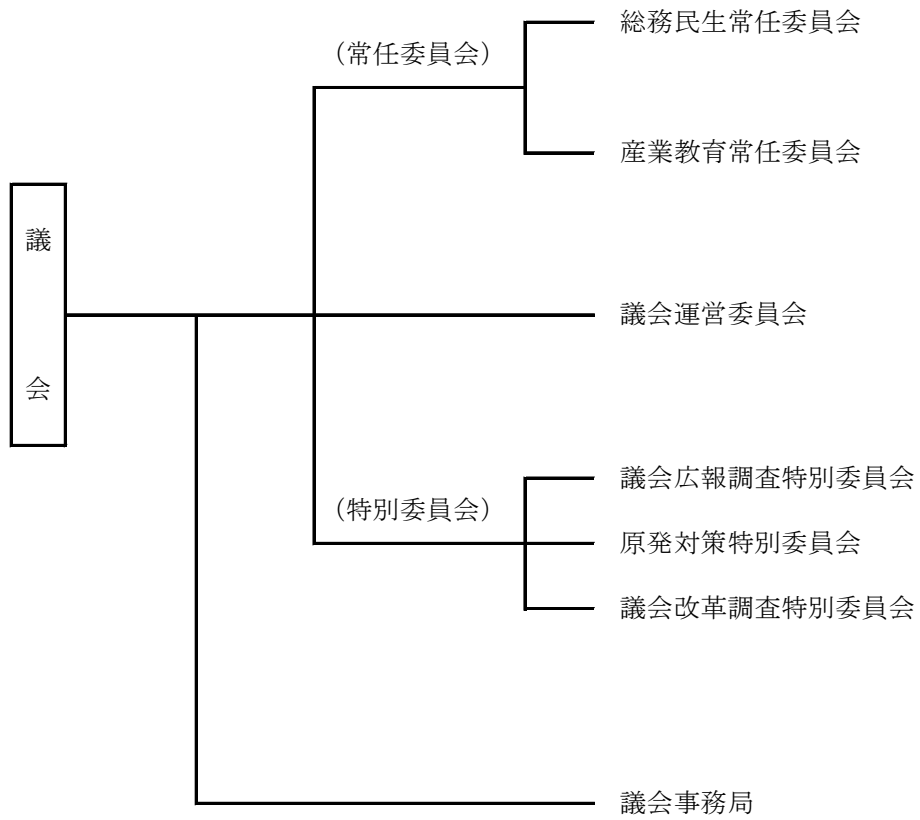 総務民生常任委員会
（常任委員会）
産業教育常任委員会
議会
議会運営委員会
議会広報調査特別委員会
（特別委員会）
原発対策特別委員会
議会改革調査特別委員会
議会事務局